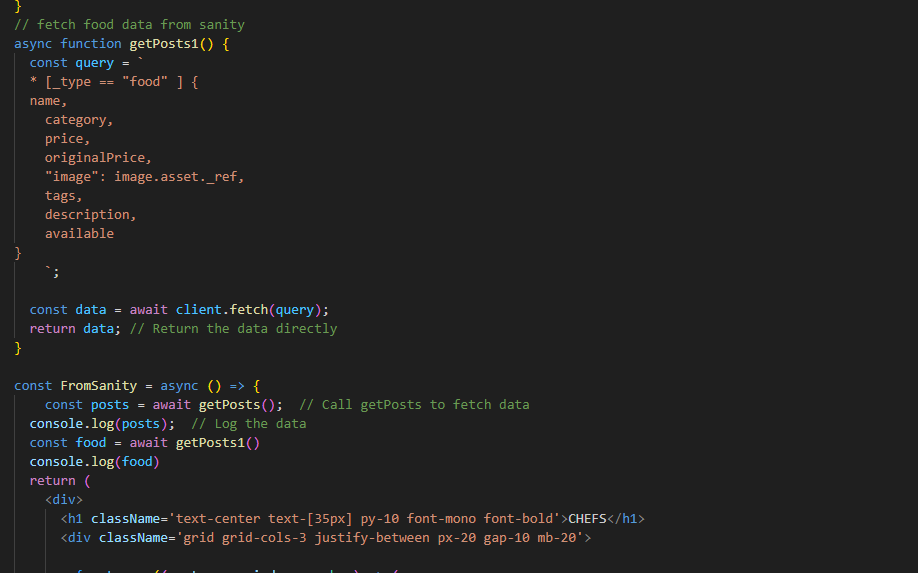 }
// fetch food data from sanity
async function getPosts1() {
  const query = `
  * [_type == "food" ] {
  name,
    category,
    price,
    originalPrice,
    "image": image.asset._ref,
    tags,
    description,
    available
}
    `;

  const data = await client.fetch(query);
  return data; // Return the data directly
}

const FromSanity = async () => {
    const posts = await getPosts();  // Call getPosts to fetch data
  console.log(posts);  // Log the data
  const food = await getPosts1()
  console.log(food)
  return (
    <div>
      <h1 className='text-center text-[35px] py-10 font-mono font-bold'>CHEFS</h1>
      <div className='grid grid-cols-3 justify-between px-20 gap-10 mb-20'>